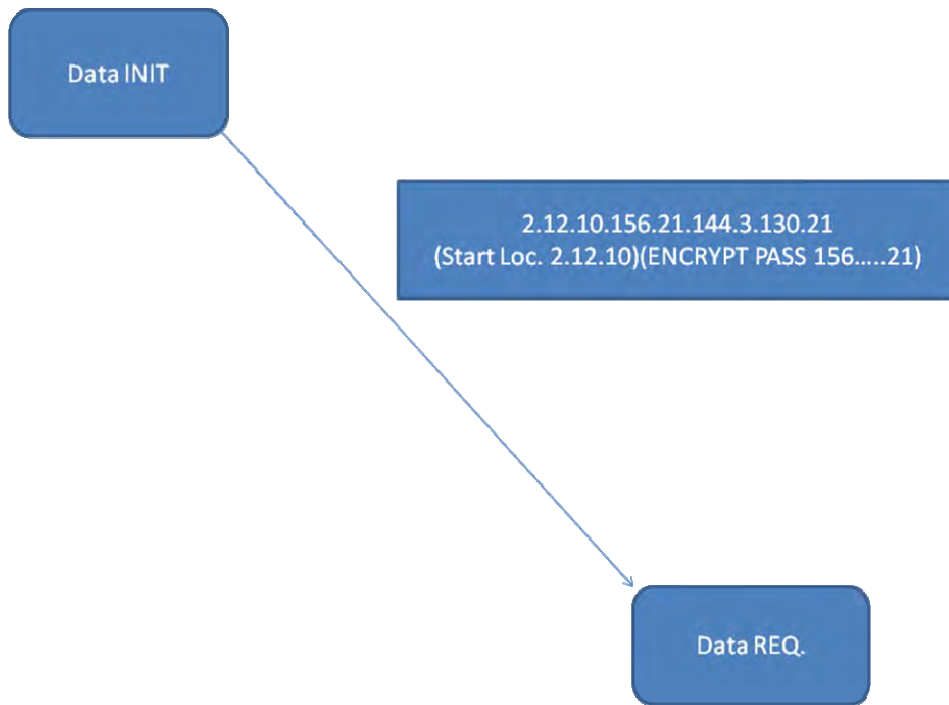 Data INIT
2.12.10.156.21.144.3.130.21
(Start Loc. 2.12.10)(ENCRYPT PASS 156.....21)
Data REQ.